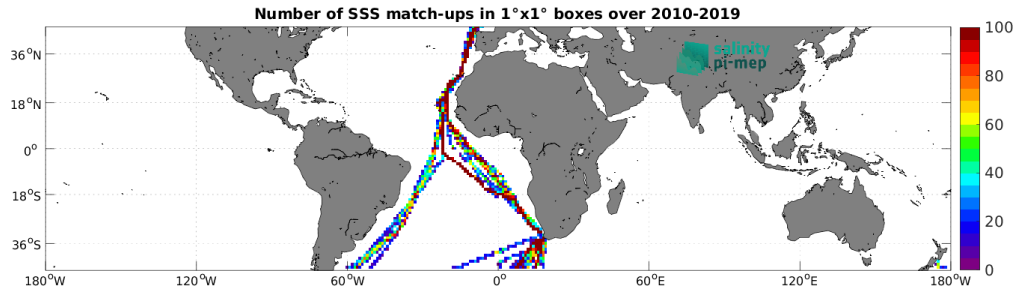 Number of SSS match-ups in 1°x1° boxes over 2010-2019
salinity
pi-mep
36°N
18°N
0°
18°S
36°S
180°W
120°W
60°W
0°
60°E
120°E
180°W
100
80
60
40
20
0